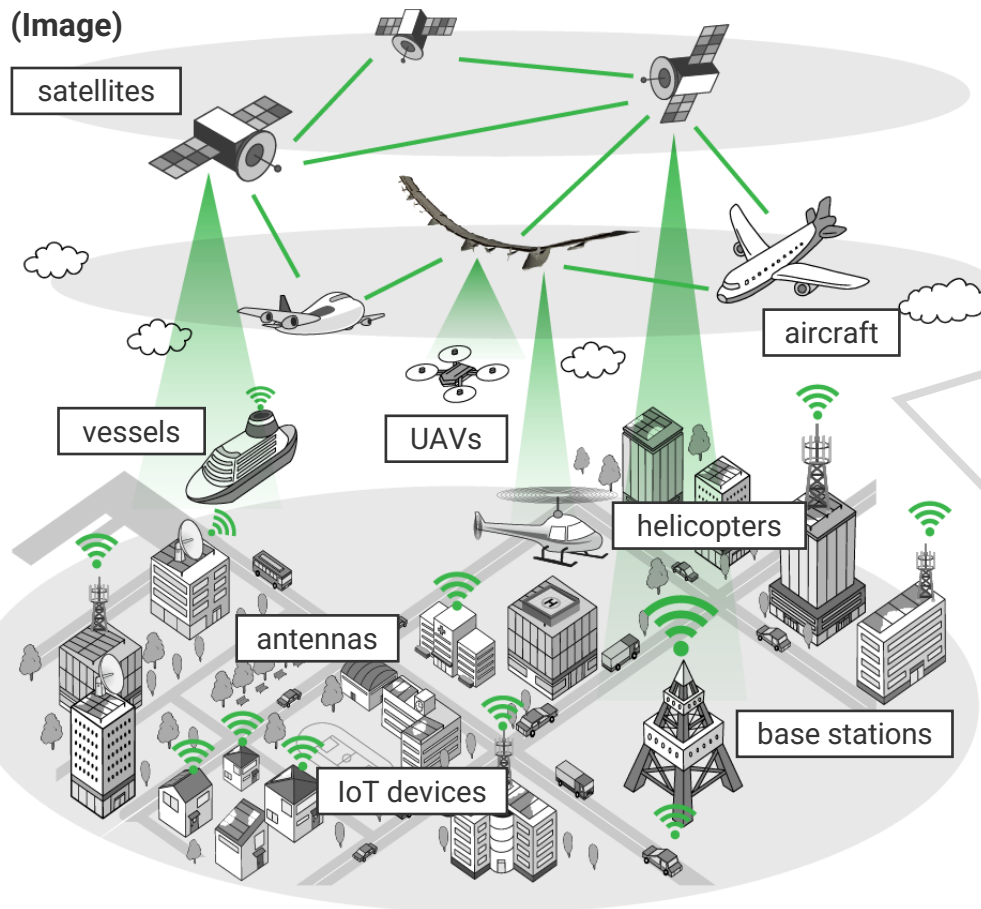 (Image)
satellites
aircraft
vessels
UAVs
helicopters
antennas
base stations
IoT devices
H